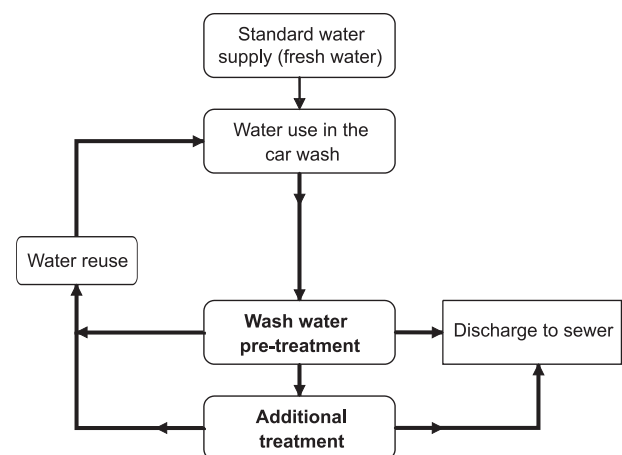 Standard water
supply (fresh water)
Water use in the
car wash
Water reuse
Wash water
pre-treatment
Discharge to sewer
Additional
treatment